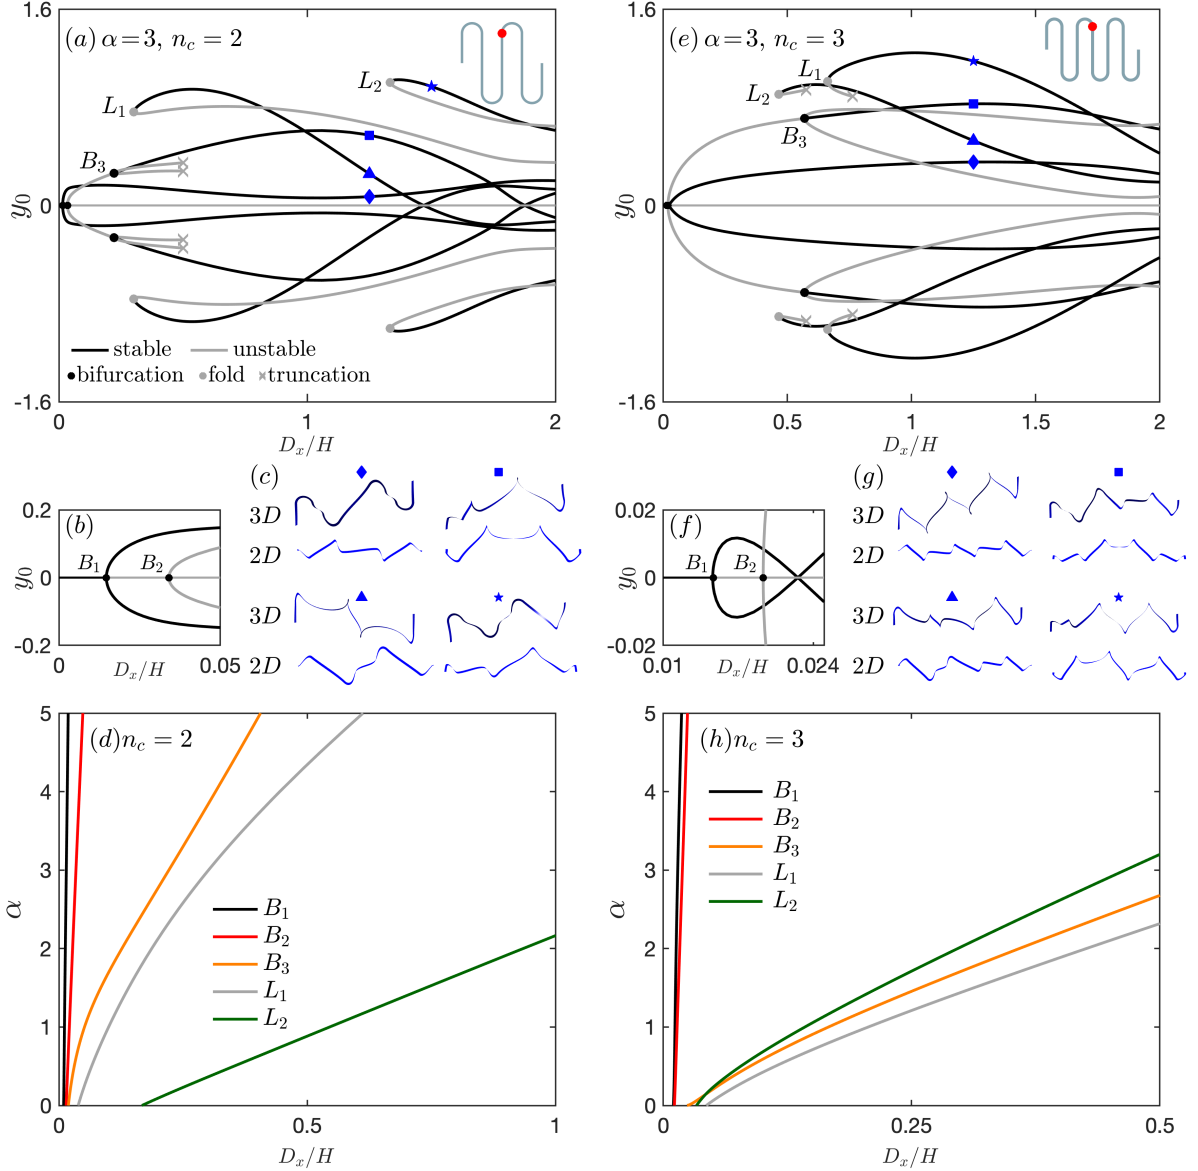 (a) α=3, n_c = 2
1.6
0
-1.6
y_0
L_1
L_2
B_3
stable
unstable
bifurcation
fold
truncation
0
1
2
D_x/H
(e) α=3, n_c = 3
1.6
0
-1.6
y_0
L_1
L_2
B_3
0
0.5
1
1.5
2
D_x/H
(b)
0.2
0
-0.2
y_0
B_1
B_2
0
0.05
D_x/H
(c)
3D
2D
3D
2D
(f)
0.02
0
-0.02
y_0
B_1
B_2
0.01
0.024
D_x/H
(g)
3D
2D
3D
2D
(d) n_c = 2
5
4
3
2
1
0
α
B_1
B_2
B_3
L_1
L_2
0
0.5
1
D_x/H
(h) n_c = 3
5
4
3
2
1
0
α
B_1
B_2
B_3
L_1
L_2
0
0.25
0.5
D_x/H